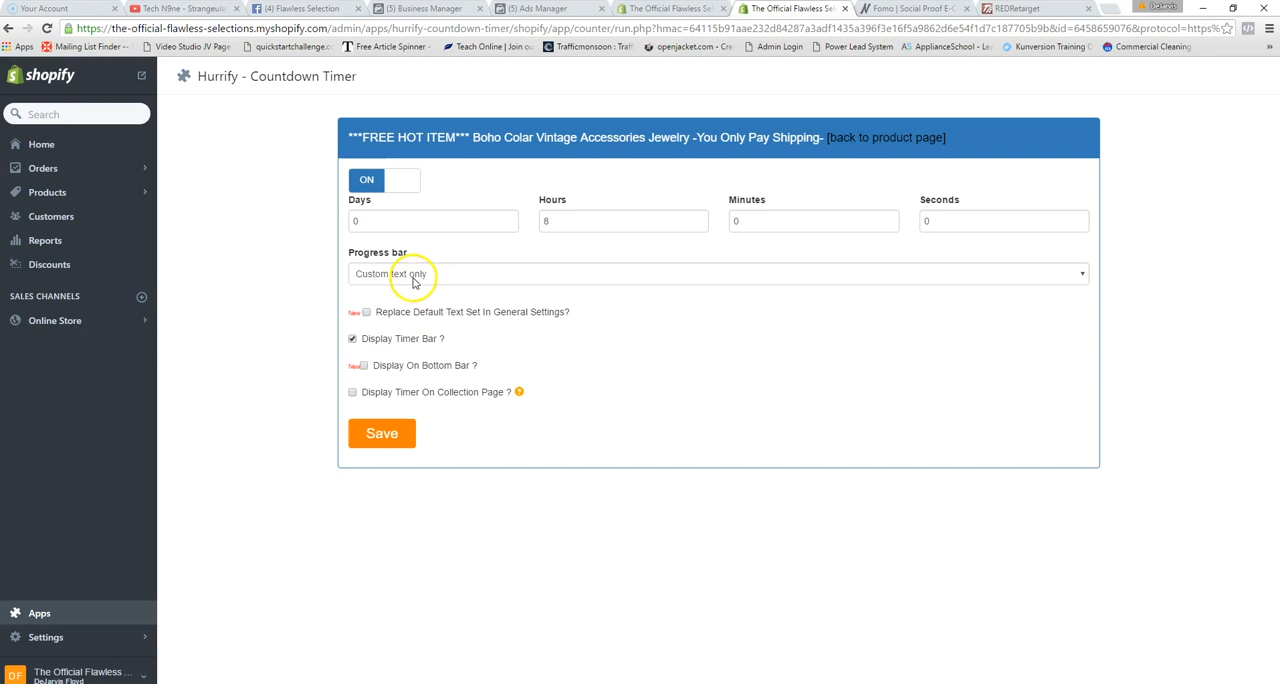 Your Account
Tech N9ne - Strangeula
(4) Flawless Selection
(5) Business Manager
(5) Ads Manager
The Official Flawless Se
The Official Flawless Se
Fomo | Social Proof E-C
REDRetarget
DeJarvis
https://the-official-flawless-selections.myshopify.com/admin/apps/hurrify-countdown-timer/shopify/app/counter/run.php?hmac=64115b91aae232d84287a3adf1435a396f3e16f5a9862d6e54f1d7c187705b9b&id=6458659076&protocol=https%
Apps
Mailing List Finder --
Video Studio JV Page
quickstartchallenge.c
Free Article Spinner -
Teach Online | Join ou
Trafficmonsoon : Traff
openjacket.com - Cre
Admin Login
Power Lead System
ApplianceSchool - Lea
Kunversion Training C
Commercial Cleaning
»
shopify
Hurrify - Countdown Timer
Search
Home
Orders
Products
Customers
Reports
Discounts
SALES CHANNELS
Online Store
Apps
Settings
DF
The Official Flawless ...
DeJarvis Floyd
***FREE HOT ITEM*** Boho Colar Vintage Accessories Jewelry -You Only Pay Shipping- [back to product page]
ON
Days
Hours
Minutes
Seconds
0
8
0
0
Progress bar
Custom text only
New Replace Default Text Set In General Settings?
Display Timer Bar ?
New Display On Bottom Bar ?
Display Timer On Collection Page ? ?
Save